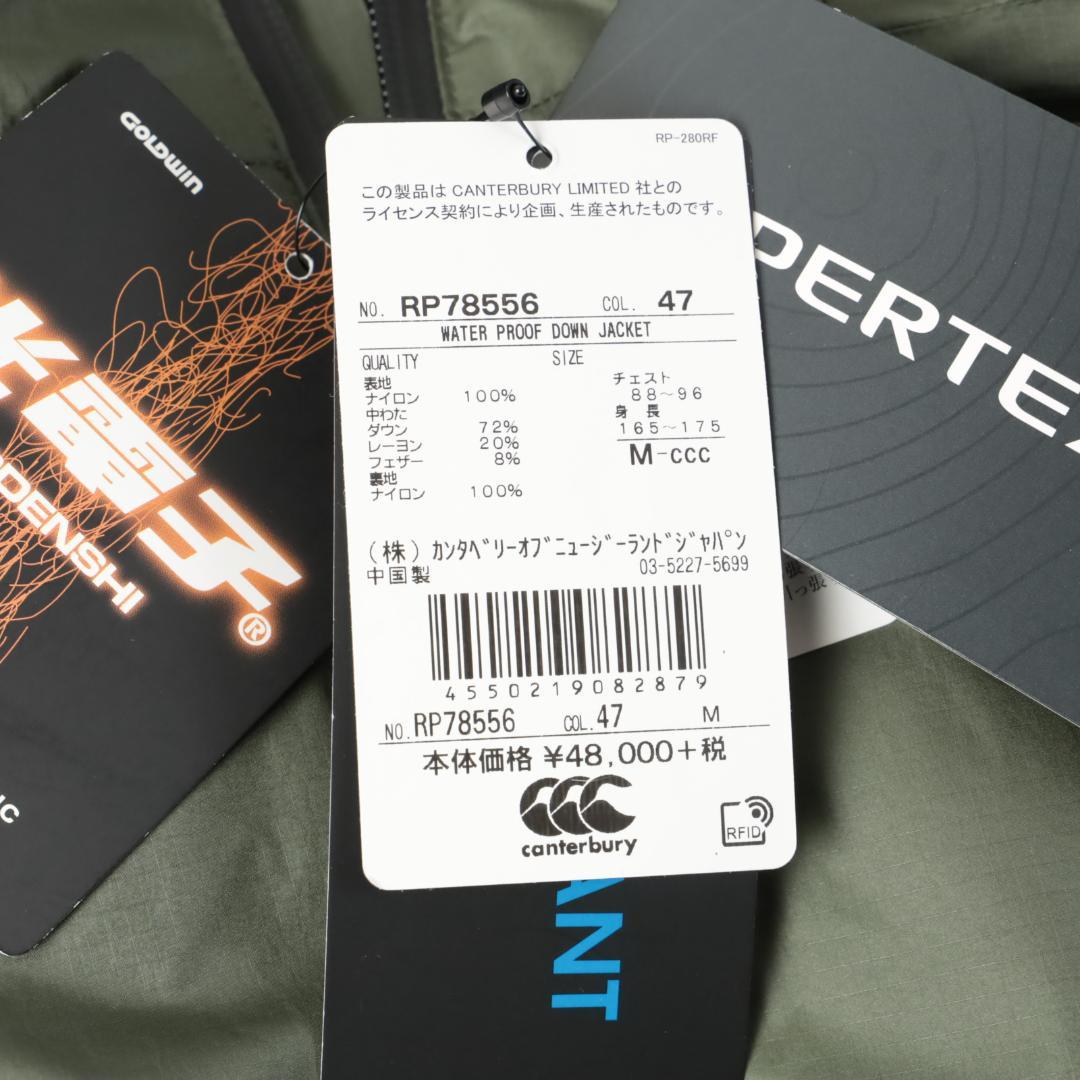 GOLDWIN
光電子
DENSHI
®
IC
RP-280RF
この製品は CANTERBURY LIMITED 社との
ライセンス契約により企画、生産されたものです。
NO. RP78556 COL. 47
WATER PROOF DOWN JACKET
QUALITY SIZE
表地
ナイロン 100%
中わた
ダウン 72%
レーヨン 20%
フェザー 8%
裏地
ナイロン 100%
チェスト
88~96
身長
165~175
M-ccc
(株)カンタベリーオブニュージーランドジャパン
中国製 03-5227-5699
4550219082879
NO. RP78556 COL. 47 M
本体価格 ¥48,000+税
canterbury
RFID
PERTE
張
っ張
ANT